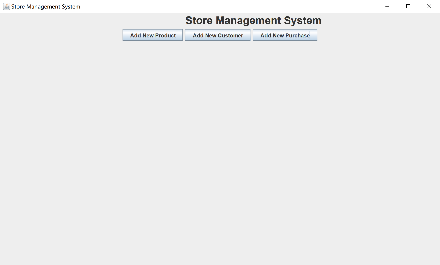 Store Management System
Store Management System
Add New Product Add New Customer Add New Purchase